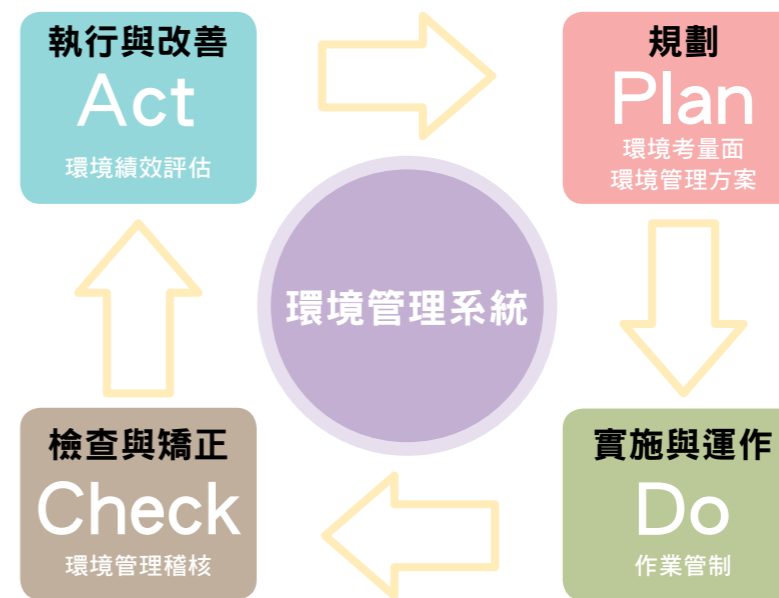 執行與改善
Act
環境績效評估
規劃
Plan
環境考量面
環境管理方案
環境管理系統
檢查與矯正
Check
環境管理稽核
實施與運作
Do
作業管制